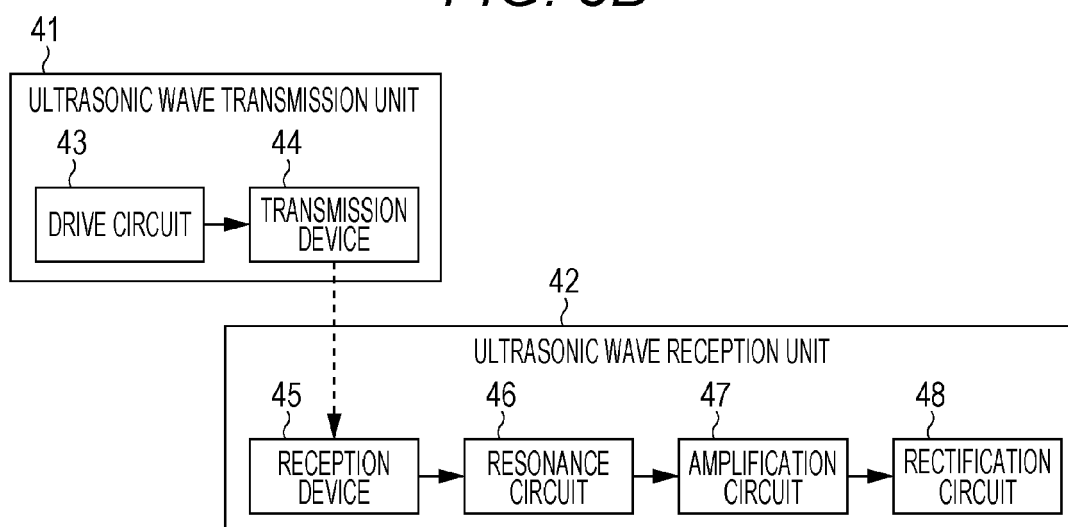 41
ULTRASONIC WAVE TRANSMISSION UNIT
43
44
DRIVE CIRCUIT
TRANSMISSION
DEVICE
42
ULTRASONIC WAVE RECEPTION UNIT
45
46
47
48
RECEPTION
DEVICE
RESONANCE
CIRCUIT
AMPLIFICATION
CIRCUIT
RECTIFICATION
CIRCUIT